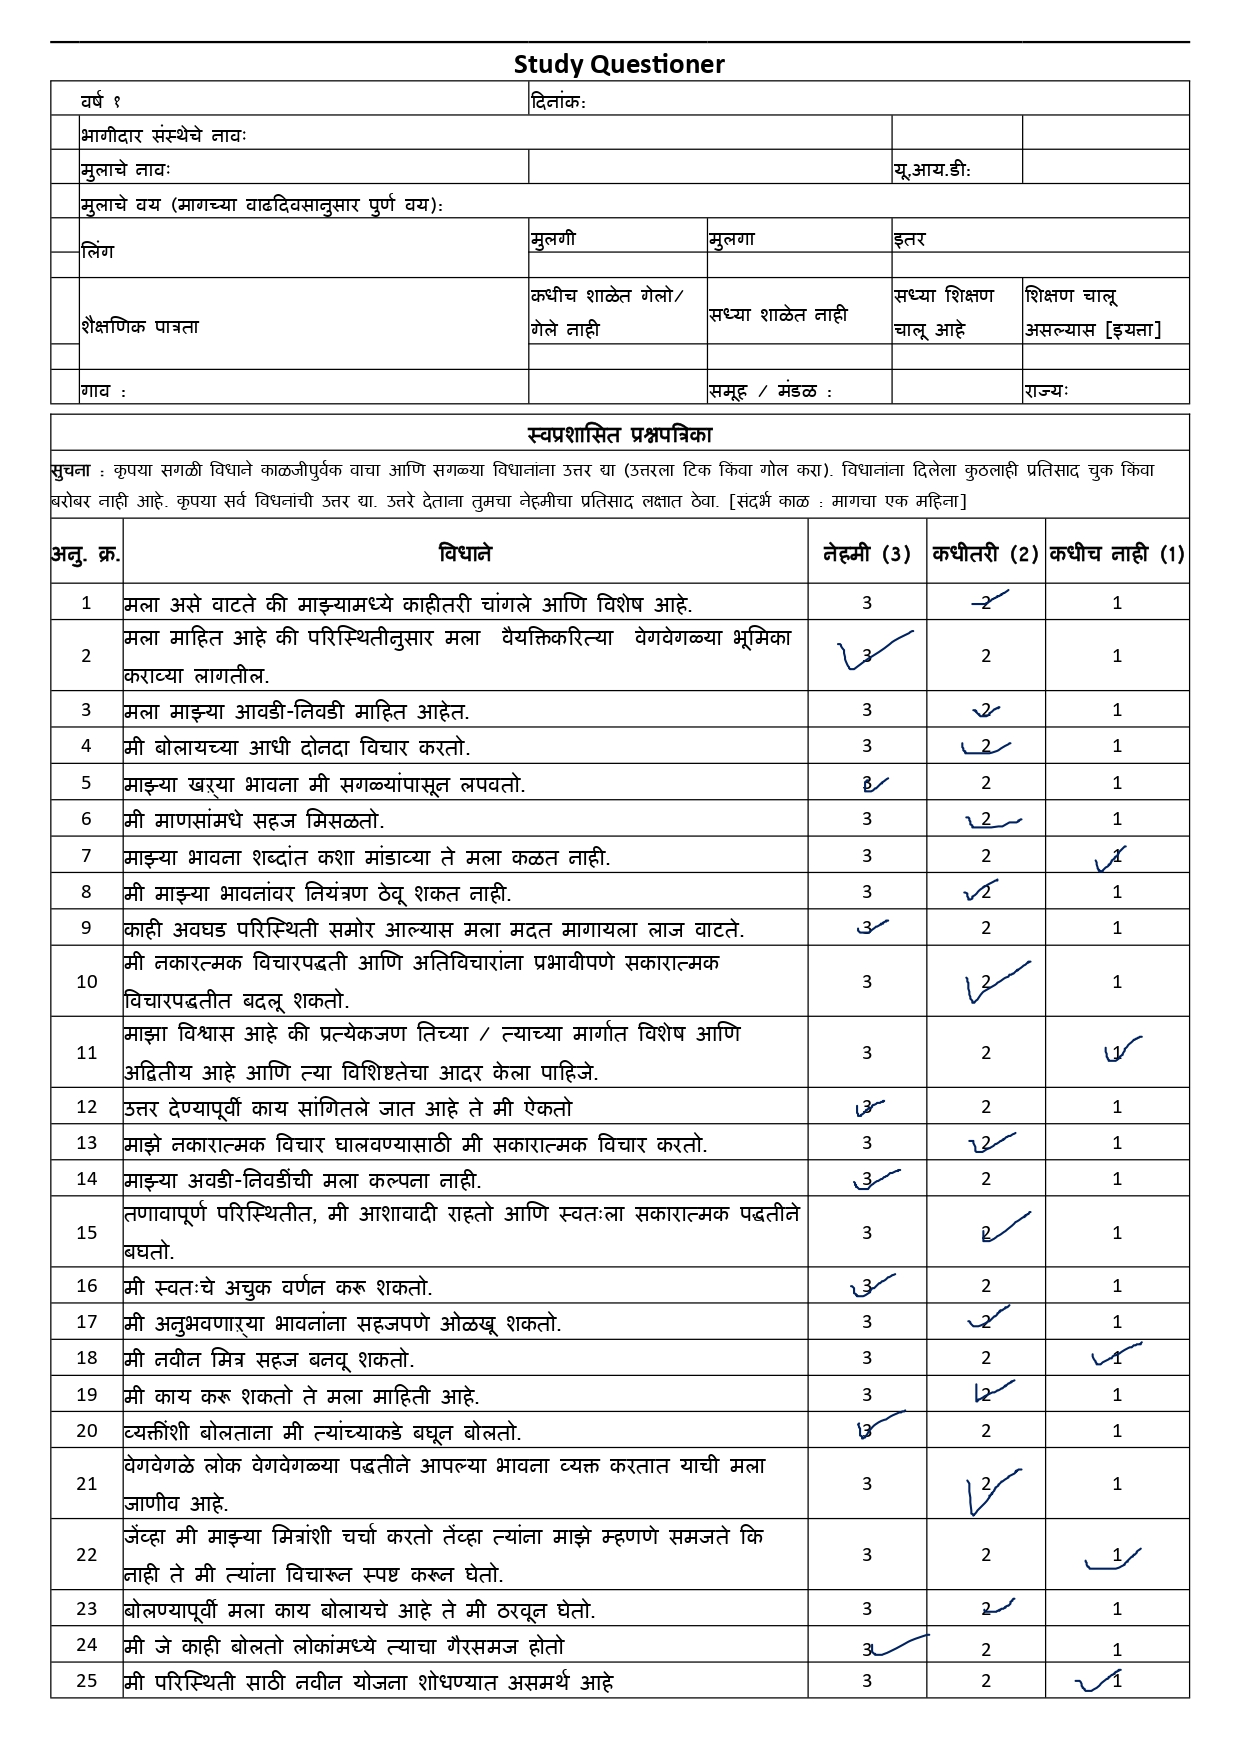 Study Questioner
वर्ष १ दिनांक:
भागीदार संस्थेचे नावः
मुलाचे नावः यू.आय.डी:
मुलाचे वय (मागच्या वाढदिवसानुसार पुर्ण वय):
लिंग मुलगी मुलगा इतर
शैक्षणिक पात्रता कधीच शाळेत गेलो/ गेले नाही सध्या शाळेत नाही सध्या शिक्षण चालू आहे शिक्षण चालू असल्यास [इयत्ता]
गाव : समूह / मंडळ : राज्यः
स्वप्रशासित प्रश्नपत्रिका
सुचना : कृपया सगळी विधाने काळजीपुर्वक वाचा आणि सगळ्या विधानांना उत्तर द्या (उत्तरला टिक किंवा गोल करा). विधानांना दिलेला कुठलाही प्रतिसाद चुक किंवा
बरोबर नाही आहे. कृपया सर्व विधनांची उत्तर द्या. उत्तरे देताना तुमचा नेहमीचा प्रतिसाद लक्षात ठेवा. [संदर्भ काळ : मागचा एक महिना]
अनु. क्र. विधाने नेहमी (3) कधीतरी (2) कधीच नाही (1)
1 मला असे वाटते की माझ्यामध्ये काहीतरी चांगले आणि विशेष आहे. 3 2 1
2 मला माहित आहे की परिस्थितीनुसार मला वैयक्तिकरित्या वेगवेगळ्या भूमिका
कराव्या लागतील. 3 2 1
3 मला माझ्या आवडी-निवडी माहित आहेत. 3 2 1
4 मी बोलायच्या आधी दोनदा विचार करतो. 3 2 1
5 माझ्या खऱ्या भावना मी सगळ्यांपासून लपवतो. 3 2 1
6 मी माणसांमधे सहज मिसळतो. 3 2 1
7 माझ्या भावना शब्दांत कशा मांडाव्या ते मला कळत नाही. 3 2 1
8 मी माझ्या भावनांवर नियंत्रण ठेवू शकत नाही. 3 2 1
9 काही अवघड परिस्थिती समोर आल्यास मला मदत मागायला लाज वाटते. 3 2 1
10 मी नकारत्मक विचारपद्धती आणि अतिविचारांना प्रभावीपणे सकारात्मक
विचारपद्धतीत बदलू शकतो. 3 2 1
11 माझा विश्वास आहे की प्रत्येकजण तिच्या / त्याच्या मार्गात विशेष आणि
अद्वितीय आहे आणि त्या विशिष्टतेचा आदर केला पाहिजे. 3 2 1
12 उत्तर देण्यापूर्वी काय सांगितले जात आहे ते मी ऐकतो 3 2 1
13 माझे नकारात्मक विचार घालवण्यासाठी मी सकारात्मक विचार करतो. 3 2 1
14 माझ्या अवडी-निवडींची मला कल्पना नाही. 3 2 1
15 तणावापूर्ण परिस्थितीत, मी आशावादी राहतो आणि स्वतःला सकारात्मक पद्धतीने
बघतो. 3 2 1
16 मी स्वतःचे अचुक वर्णन करू शकतो. 3 2 1
17 मी अनुभवणाऱ्या भावनांना सहजपणे ओळखू शकतो. 3 2 1
18 मी नवीन मित्र सहज बनवू शकतो. 3 2 1
19 मी काय करू शकतो ते मला माहिती आहे. 3 2 1
20 व्यक्तींशी बोलताना मी त्यांच्याकडे बघून बोलतो. 3 2 1
21 वेगवेगळे लोक वेगवेगळ्या पद्धतीने आपल्या भावना व्यक्त करतात याची मला
जाणीव आहे. 3 2 1
22 जेंव्हा मी माझ्या मित्रांशी चर्चा करतो तेंव्हा त्यांना माझे म्हणणे समजते कि
नाही ते मी त्यांना विचारून स्पष्ट करून घेतो. 3 2 1
23 बोलण्यापूर्वी मला काय बोलायचे आहे ते मी ठरवून घेतो. 3 2 1
24 मी जे काही बोलतो लोकांमध्ये त्याचा गैरसमज होतो 3 2 1
25 मी परिस्थिती साठी नवीन योजना शोधण्यात असमर्थ आहे 3 2 1